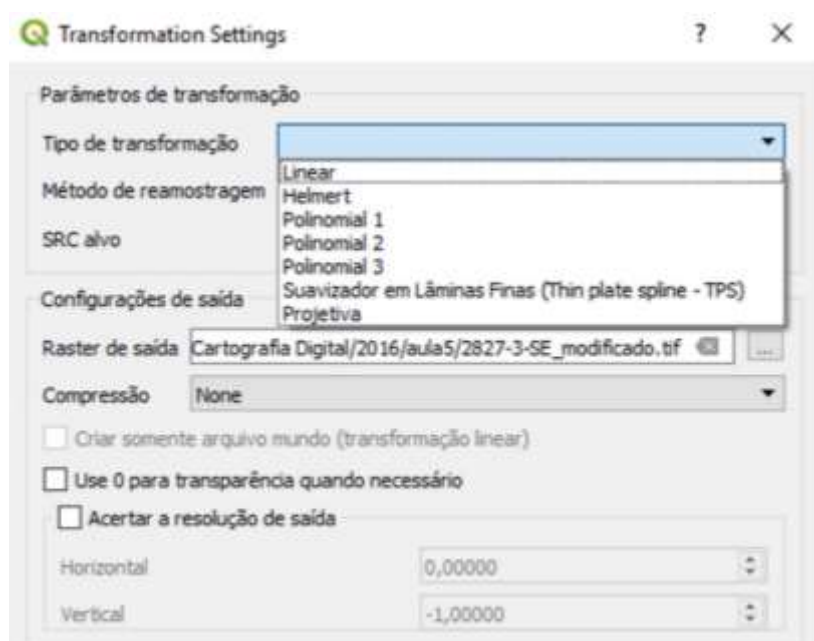 Transformation Settings ?
Parâmetros de transformação
Tipo de transformação
Linear
Método de reamostragem
Helmert
Polinomial 1
SRC alvo
Polinomial 2
Polinomial 3
Suavizador em Lâminas Finas (Thin plate spline - TPS)
Projetiva
Configurações de saída
Raster de saída Cartografia Digital/2016/aula5/2827-3-SE_modificado.tif ...
Compressão None
Criar somente arquivo mundo (transformação linear)
Use 0 para transparência quando necessário
Acertar a resolução de saída
Horizontal 0,00000
Vertical -1,00000